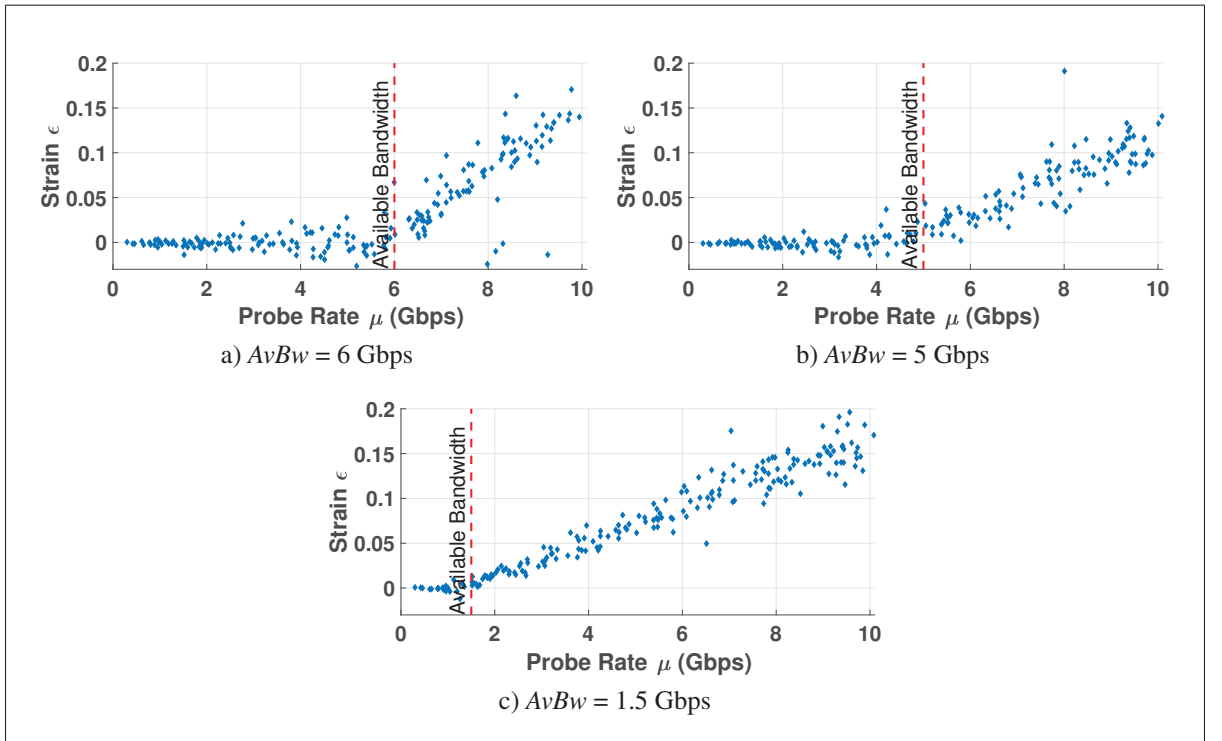 0.2
0.15
0.1
0.05
0
Strain ϵ
Available Bandwidth
0 2 4 6 8 10
Probe Rate μ (Gbps)
a) AvBw = 6 Gbps
0.2
0.15
0.1
0.05
0
Strain ϵ
Available Bandwidth
0 2 4 6 8 10
Probe Rate μ (Gbps)
b) AvBw = 5 Gbps
0.2
0.15
0.1
0.05
0
Strain ϵ
Available Bandwidth
0 2 4 6 8 10
Probe Rate μ (Gbps)
c) AvBw = 1.5 Gbps